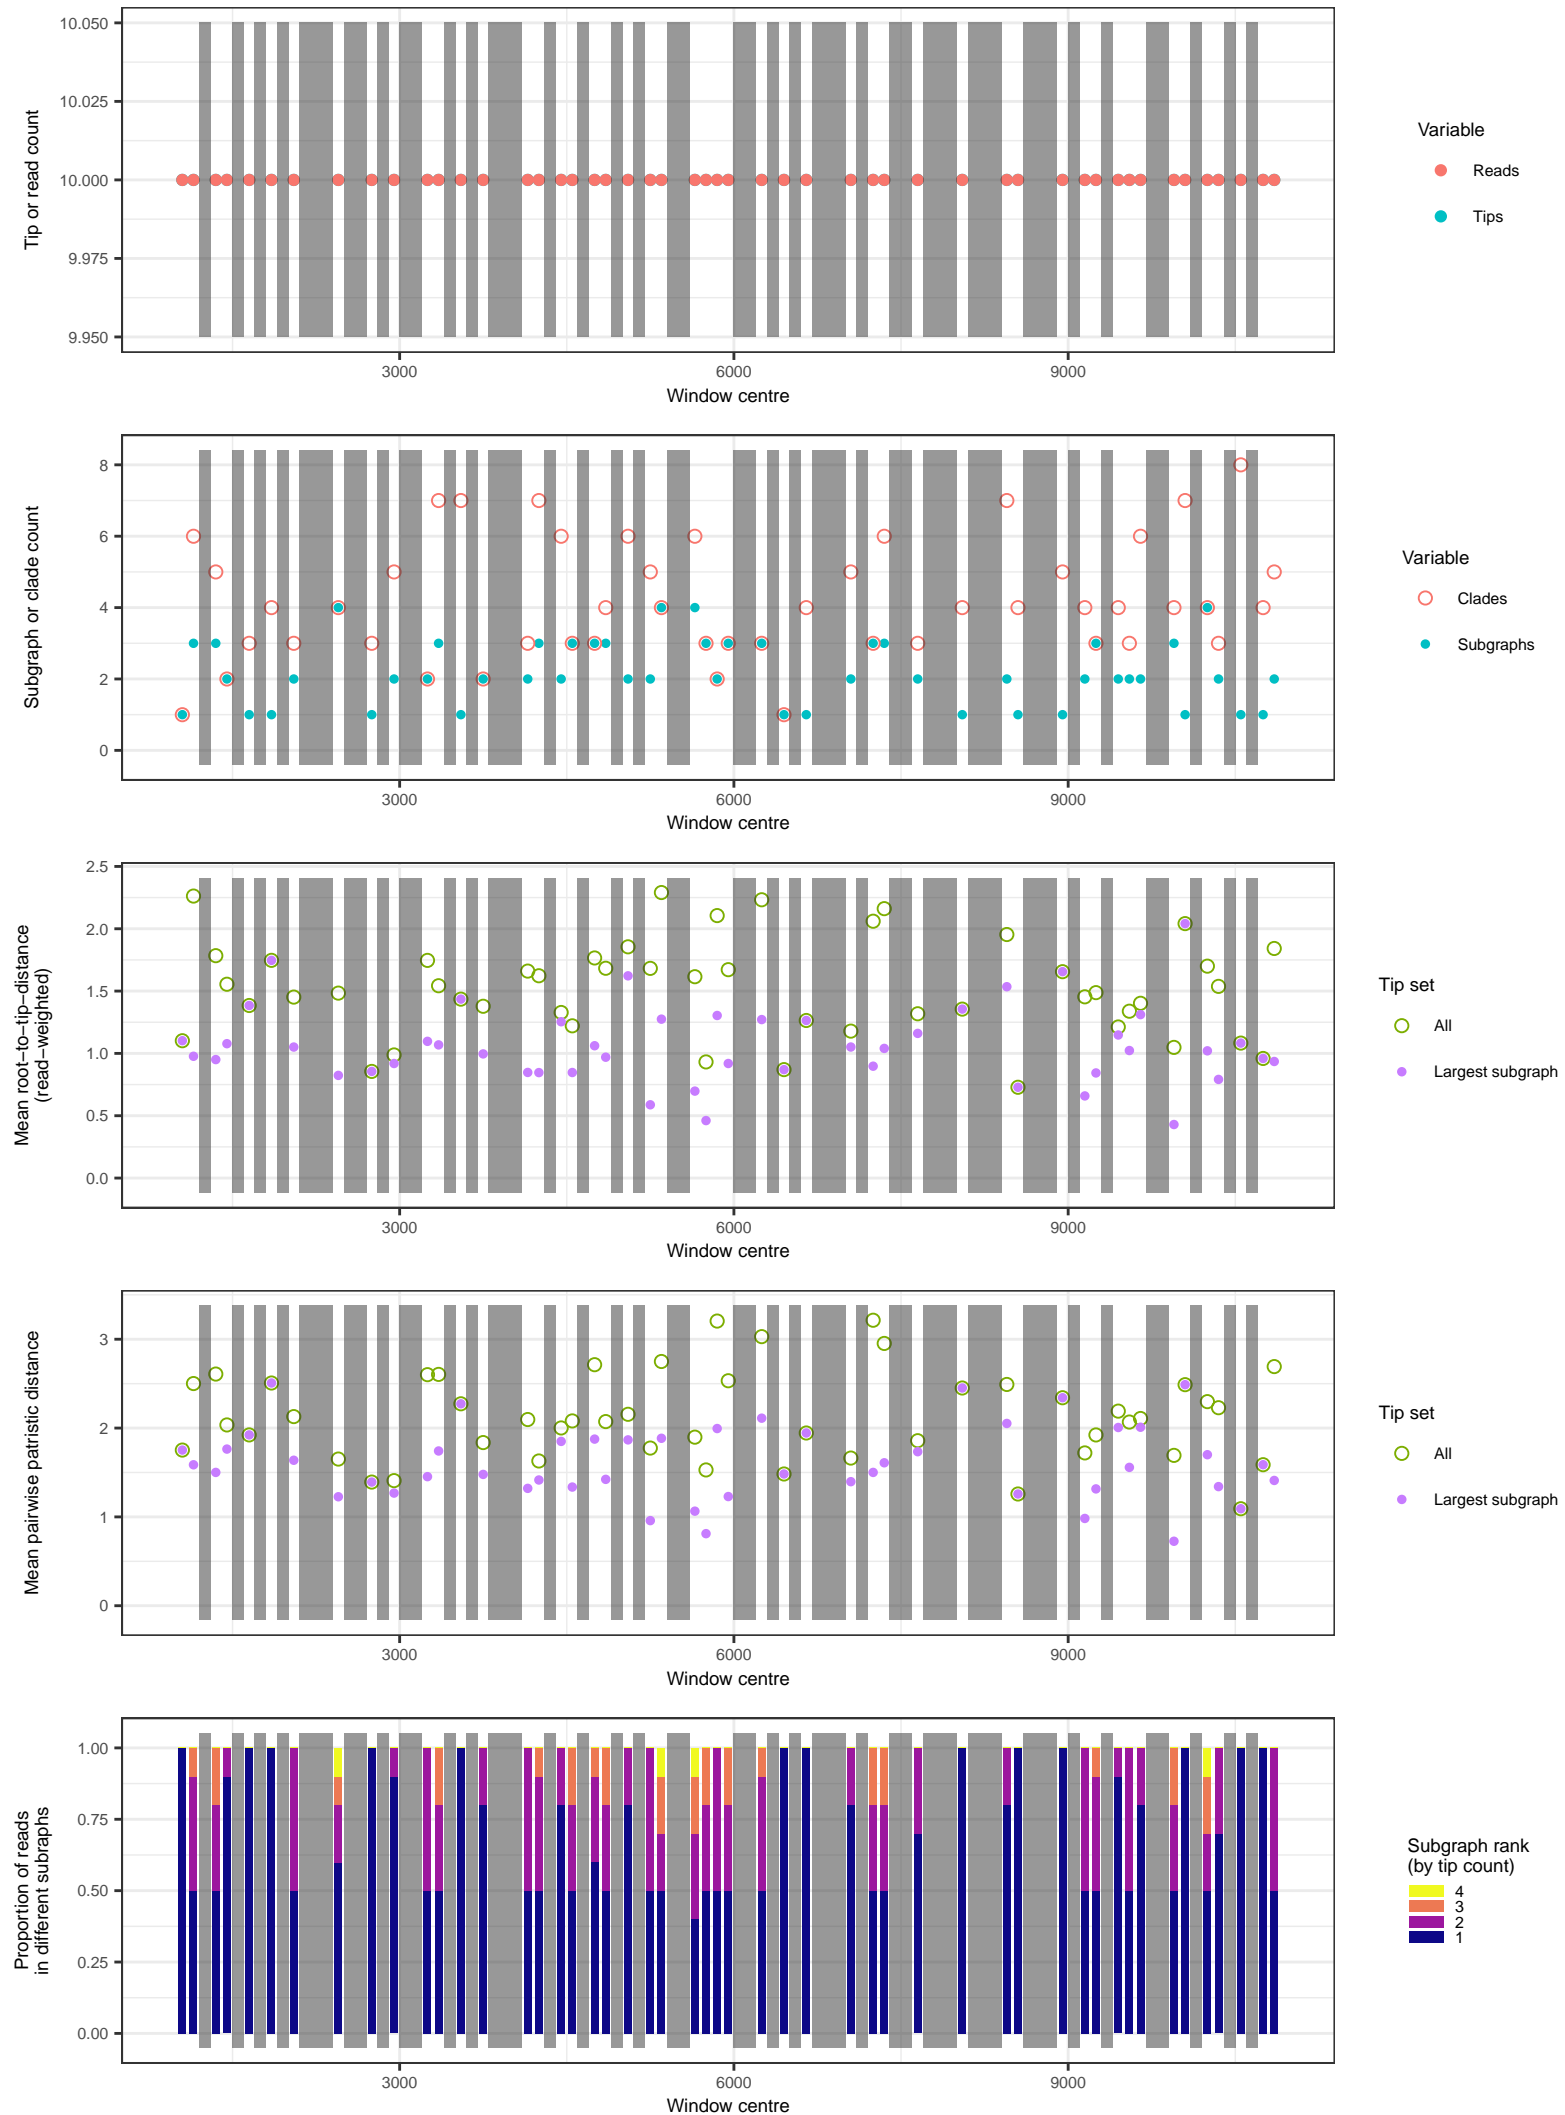 10.050
10.025
10.000
9.975
9.950
Tip or read count
3000
6000
9000
Window centre
Variable
Reads
Tips
8
6
4
2
0
Subgraph or clade count
3000
6000
9000
Window centre
Variable
Clades
Subgraphs
2.5
2.0
1.5
1.0
0.5
0.0
Mean root−to−tip−distance
(read−weighted)
3000
6000
9000
Window centre
Tip set
All
Largest subgraph
3
2
1
0
Mean pairwise patristic distance
3000
6000
9000
Window centre
Tip set
All
Largest subgraph
1.00
0.75
0.50
0.25
0.00
Proportion of reads
in different subraphs
3000
6000
9000
Window centre
Subgraph rank
(by tip count)
4
3
2
1